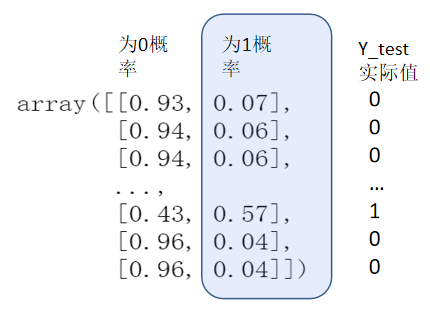 为0概率 为1概率 Y_test 实际值
array([[0.93, 0.07], 0
[0.94, 0.06], 0
[0.94, 0.06], 0
..., ...
[0.43, 0.57], 1
[0.96, 0.04], 0
[0.96, 0.04]]) 0